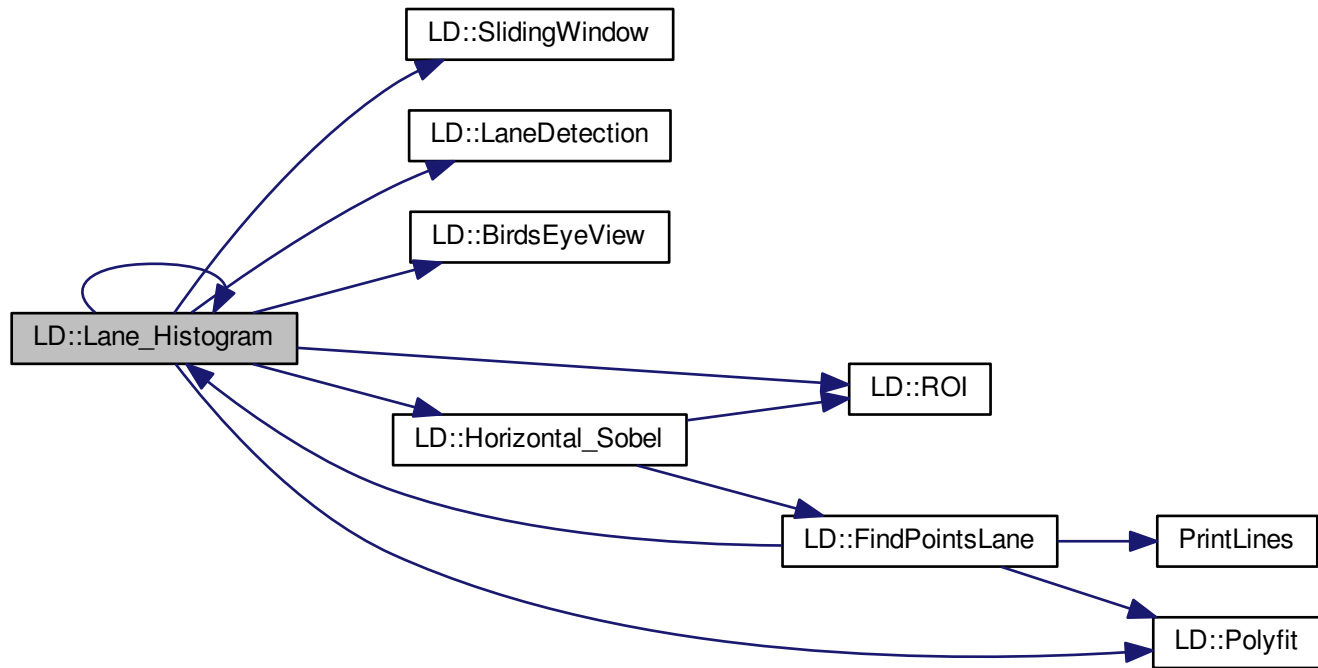 LD::SlidingWindow
LD::LaneDetection
LD::BirdsEyeView
LD::Lane_Histogram
LD::ROI
LD::Horizontal_Sobel
LD::FindPointsLane
PrintLines
LD::Polyfit